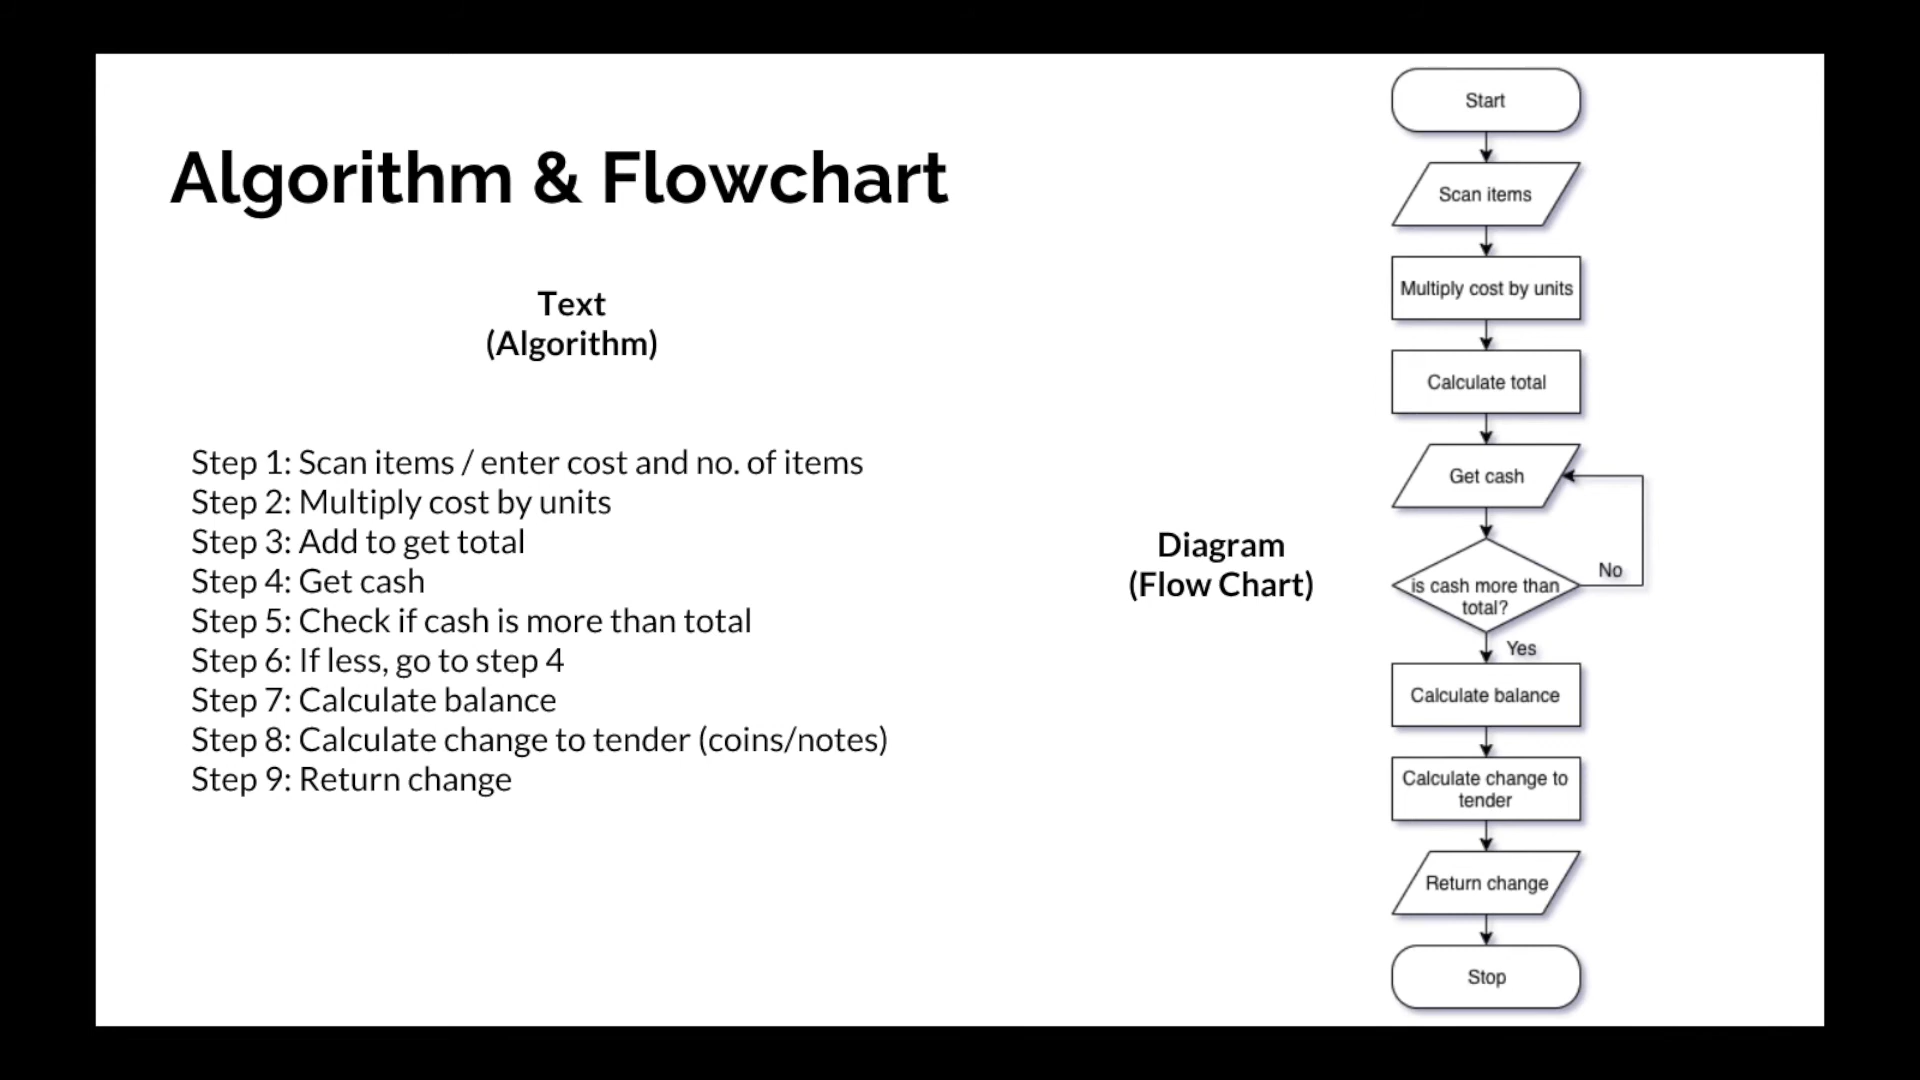 Algorithm & Flowchart
Text
(Algorithm)
Step 1: Scan items / enter cost and no. of items
Step 2: Multiply cost by units
Step 3: Add to get total
Step 4: Get cash
Step 5: Check if cash is more than total
Step 6: If less, go to step 4
Step 7: Calculate balance
Step 8: Calculate change to tender (coins/notes)
Step 9: Return change
Diagram
(Flow Chart)
Start
Scan items
Multiply cost by units
Calculate total
Get cash
is cash more than
total?
No
Yes
Calculate balance
Calculate change to
tender
Return change
Stop